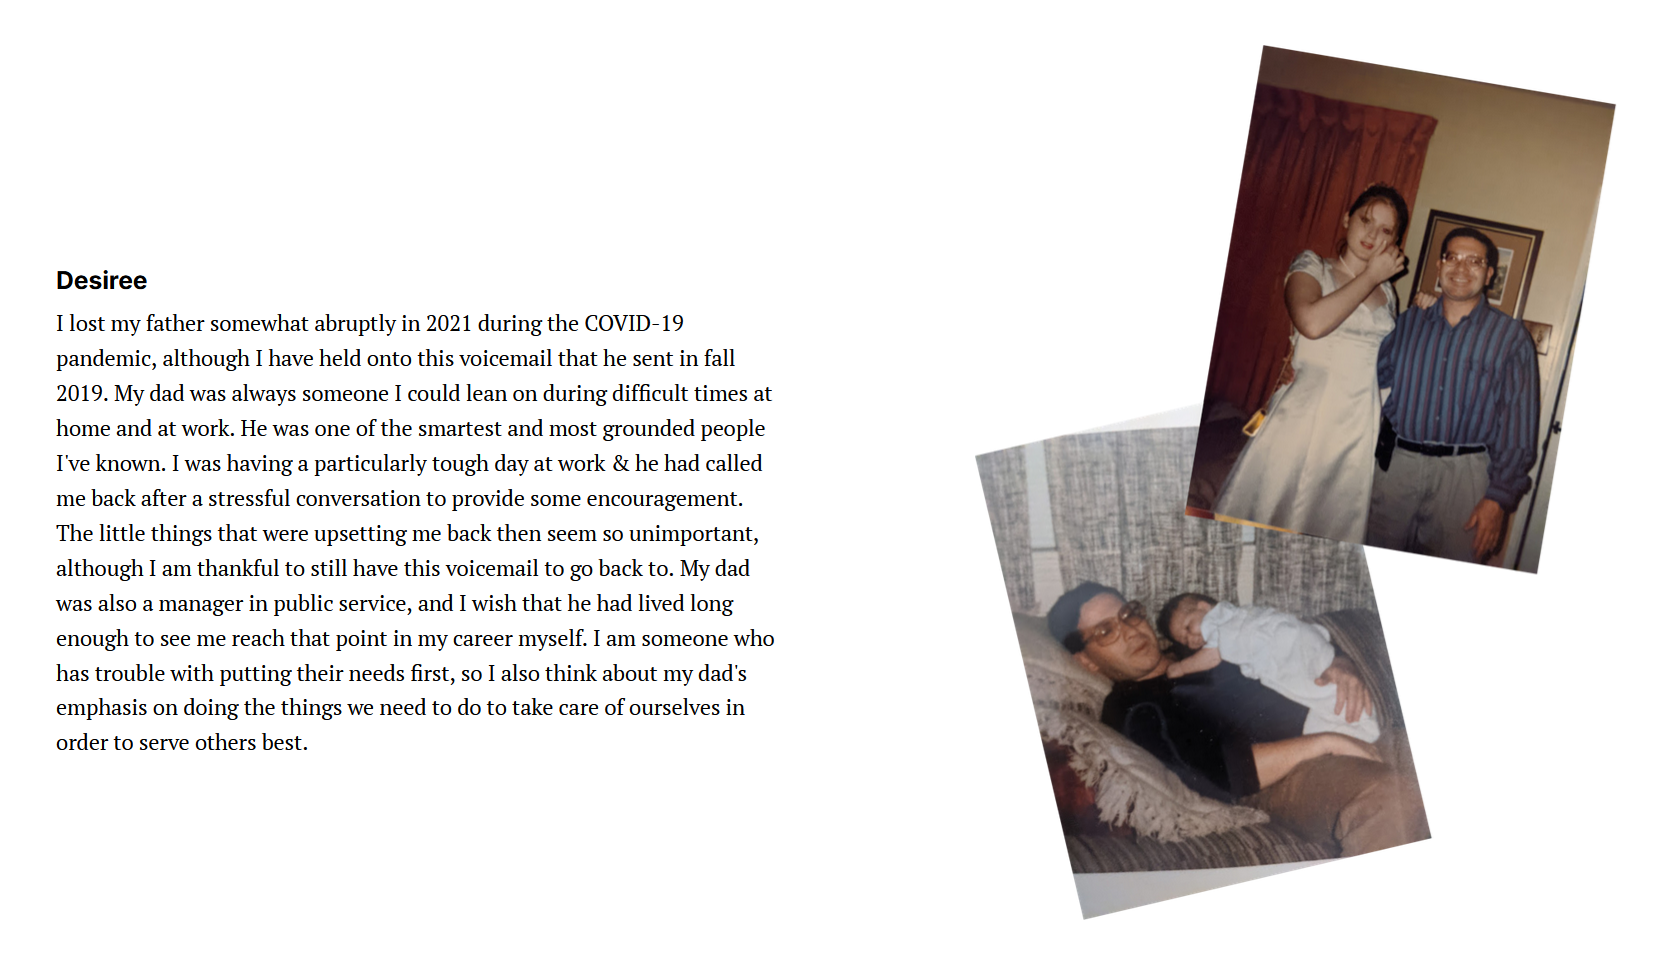 Desiree
I lost my father somewhat abruptly in 2021 during the COVID-19
pandemic, although I have held onto this voicemail that he sent in fall
2019. My dad was always someone I could lean on during difficult times at
home and at work. He was one of the smartest and most grounded people
I've known. I was having a particularly tough day at work & he had called
me back after a stressful conversation to provide some encouragement.
The little things that were upsetting me back then seem so unimportant,
although I am thankful to still have this voicemail to go back to. My dad
was also a manager in public service, and I wish that he had lived long
enough to see me reach that point in my career myself. I am someone who
has trouble with putting their needs first, so I also think about my dad's
emphasis on doing the things we need to do to take care of ourselves in
order to serve others best.